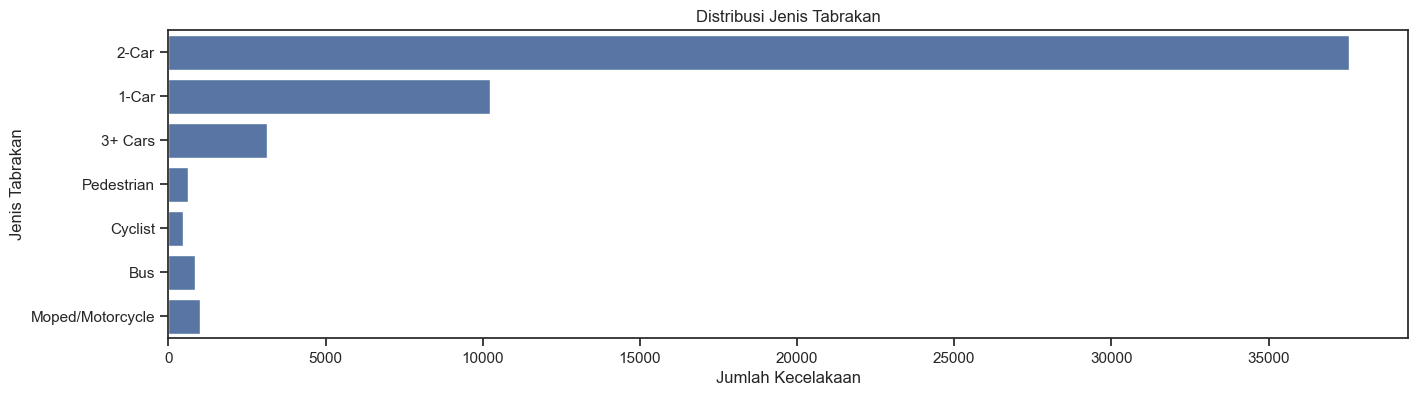 Distribusi Jenis Tabrakan
Jenis Tabrakan
2-Car
1-Car
3+ Cars
Pedestrian
Cyclist
Bus
Moped/Motorcycle
0 5000 10000 15000 20000 25000 30000 35000
Jumlah Kecelakaan